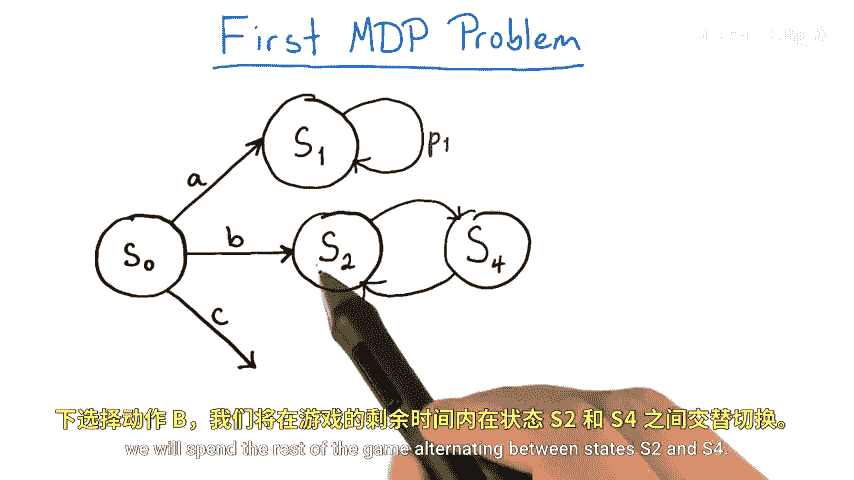 First MDP Problem
S1
p1
a
S0
b
S2
S4
c
下选择动作 B，我们将在游戏的剩余时间内在状态 S2 和 S4 之间交替切换。
we will spend the rest of the game alternating between states S2 and S4.